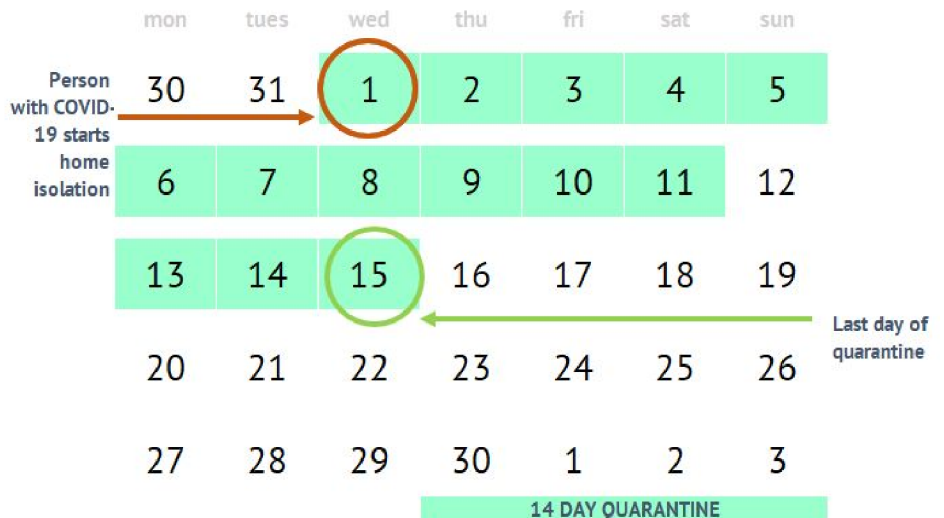 mon tues wed thu fri sat sun
Person
with COVID-
19 starts
home
isolation
30 31 1 2 3 4 5
6 7 8 9 10 11 12
13 14 15 16 17 18 19
Last day of
quarantine
20 21 22 23 24 25 26
27 28 29 30 1 2 3
14 DAY QUARANTINE